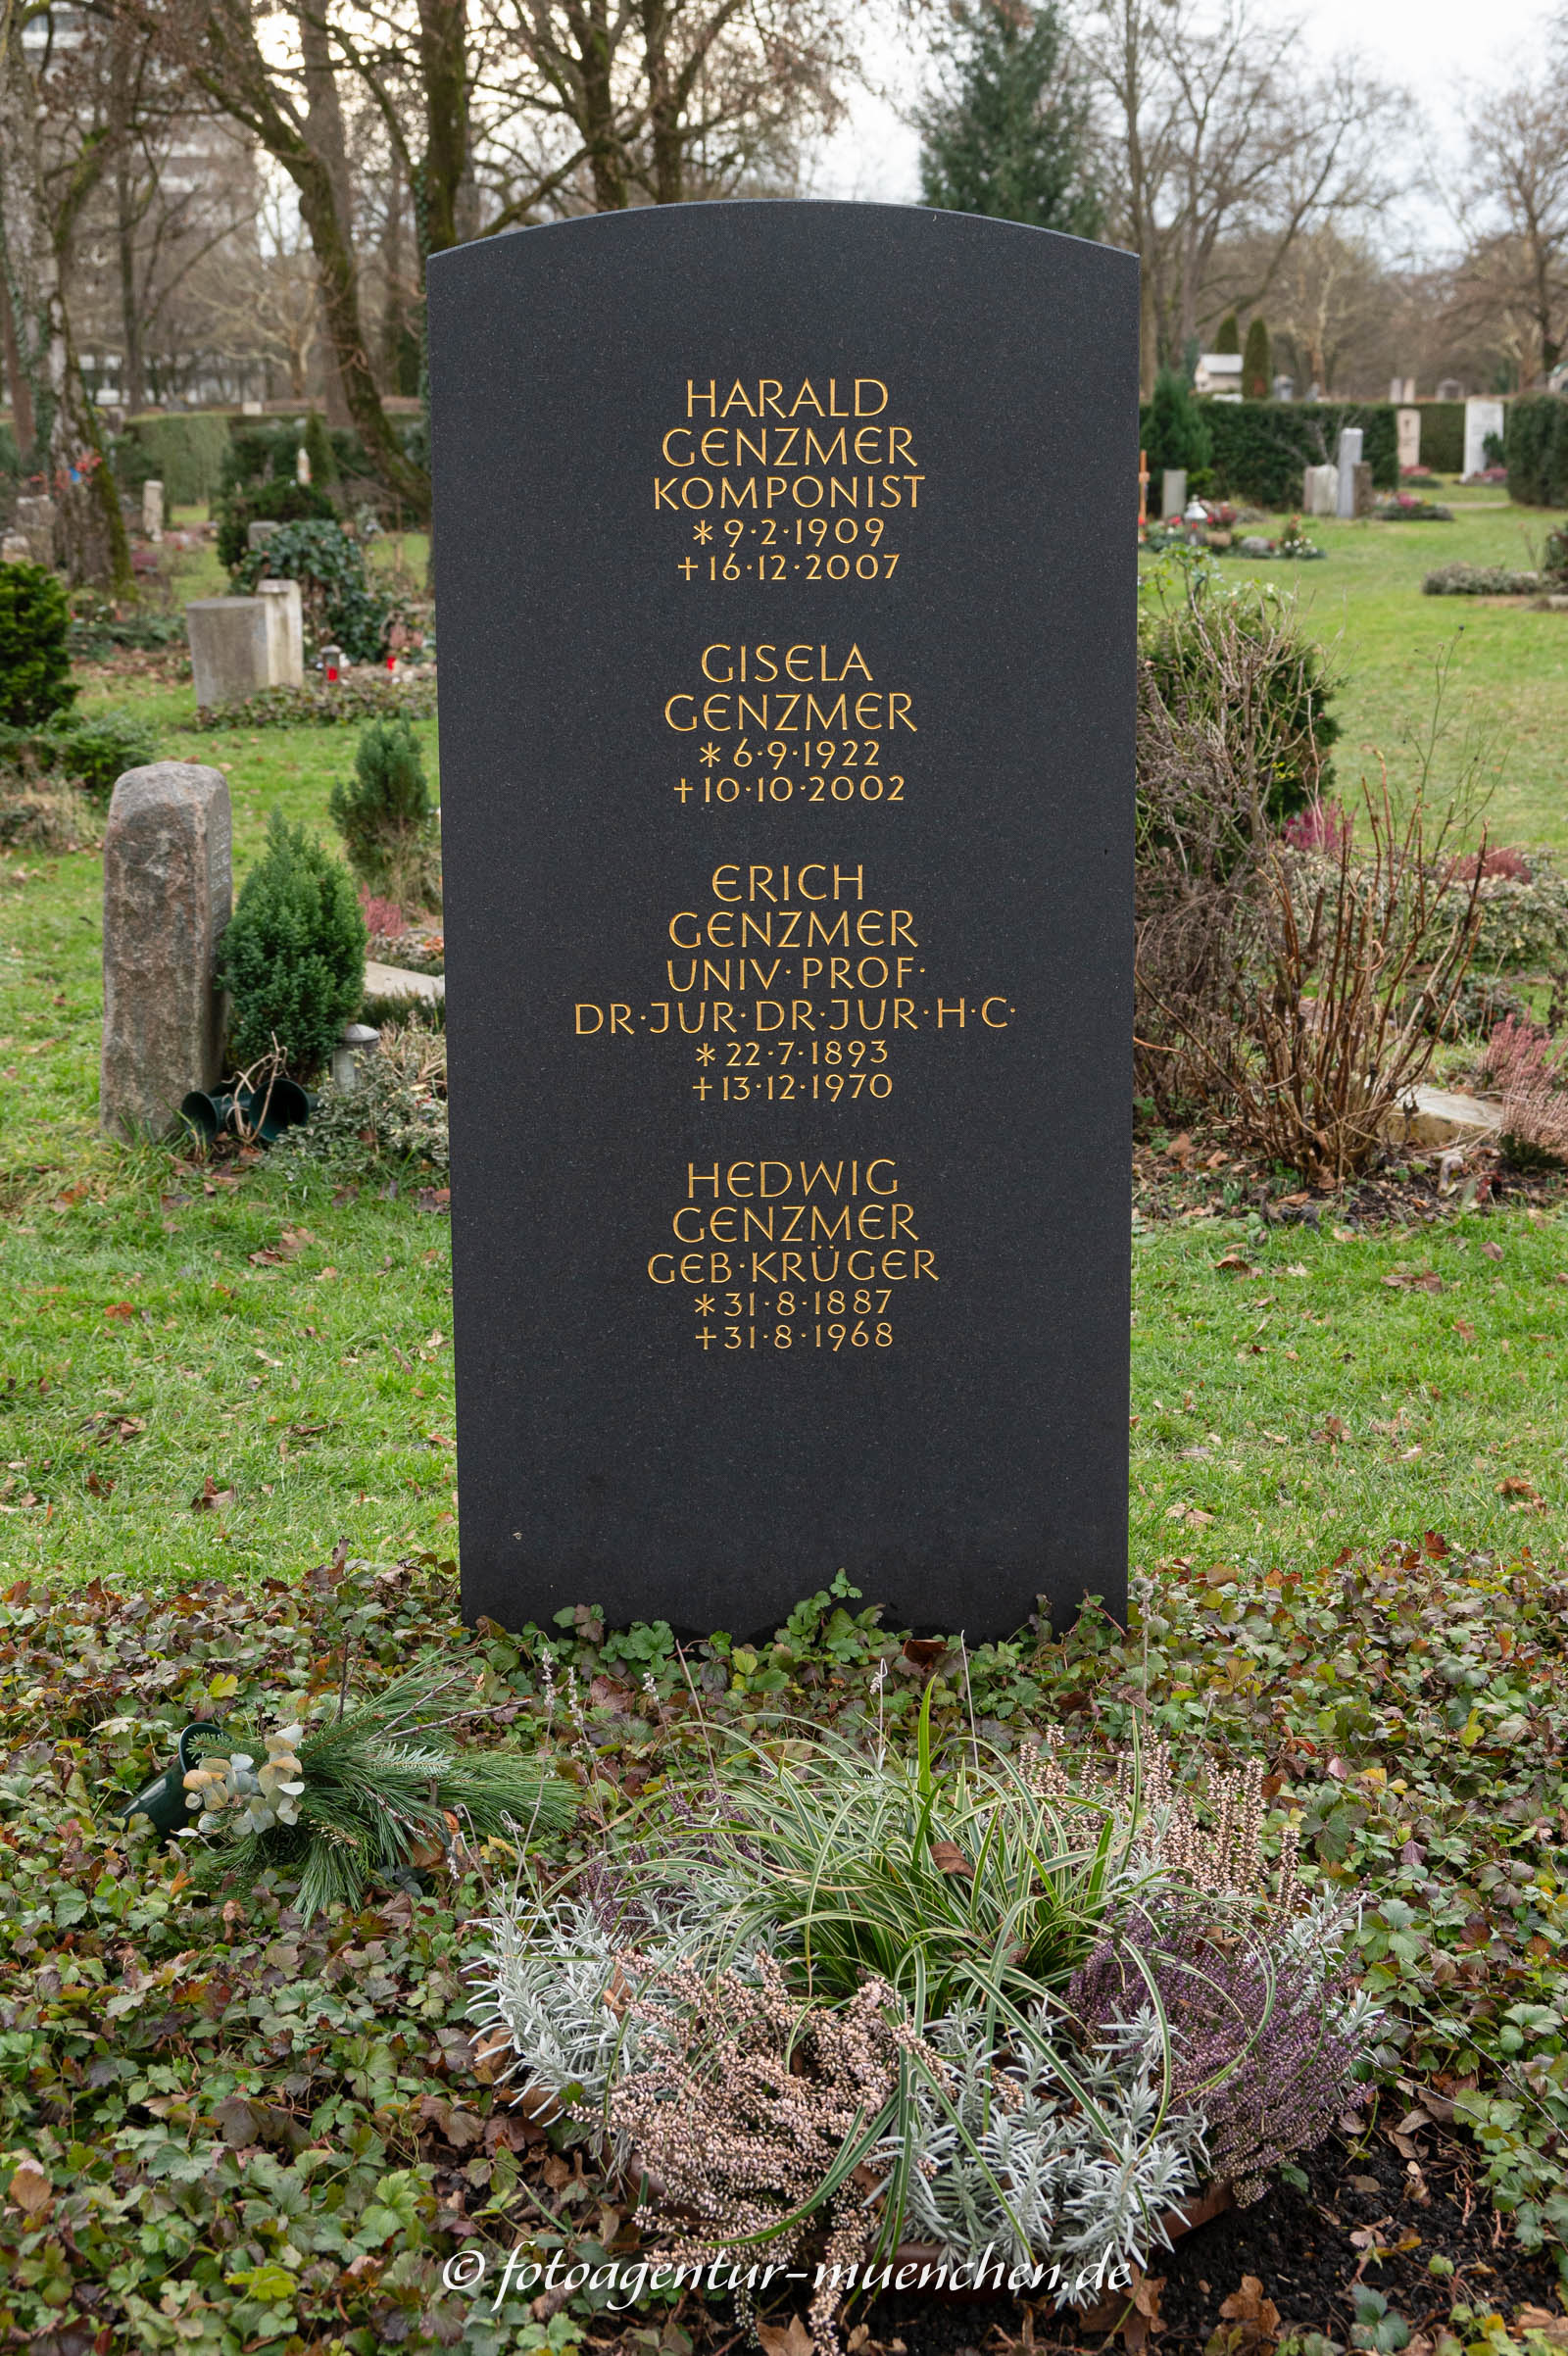 HARALD
GENZMER
KOMPONIST
*9·2·1909
+16·12·2007
GISELA
GENZMER
*6·9·1922
+10·10·2002
ERICH
GENZMER
UNIV·PROF·
DR·JUR·DR·JUR·H·C·
*22·7·1893
+13·12·1970
HEDWIG
GENZMER
GEB·KRÜGER
*31·8·1887
+31·8·1968
© fotoagentur-muenchen.de